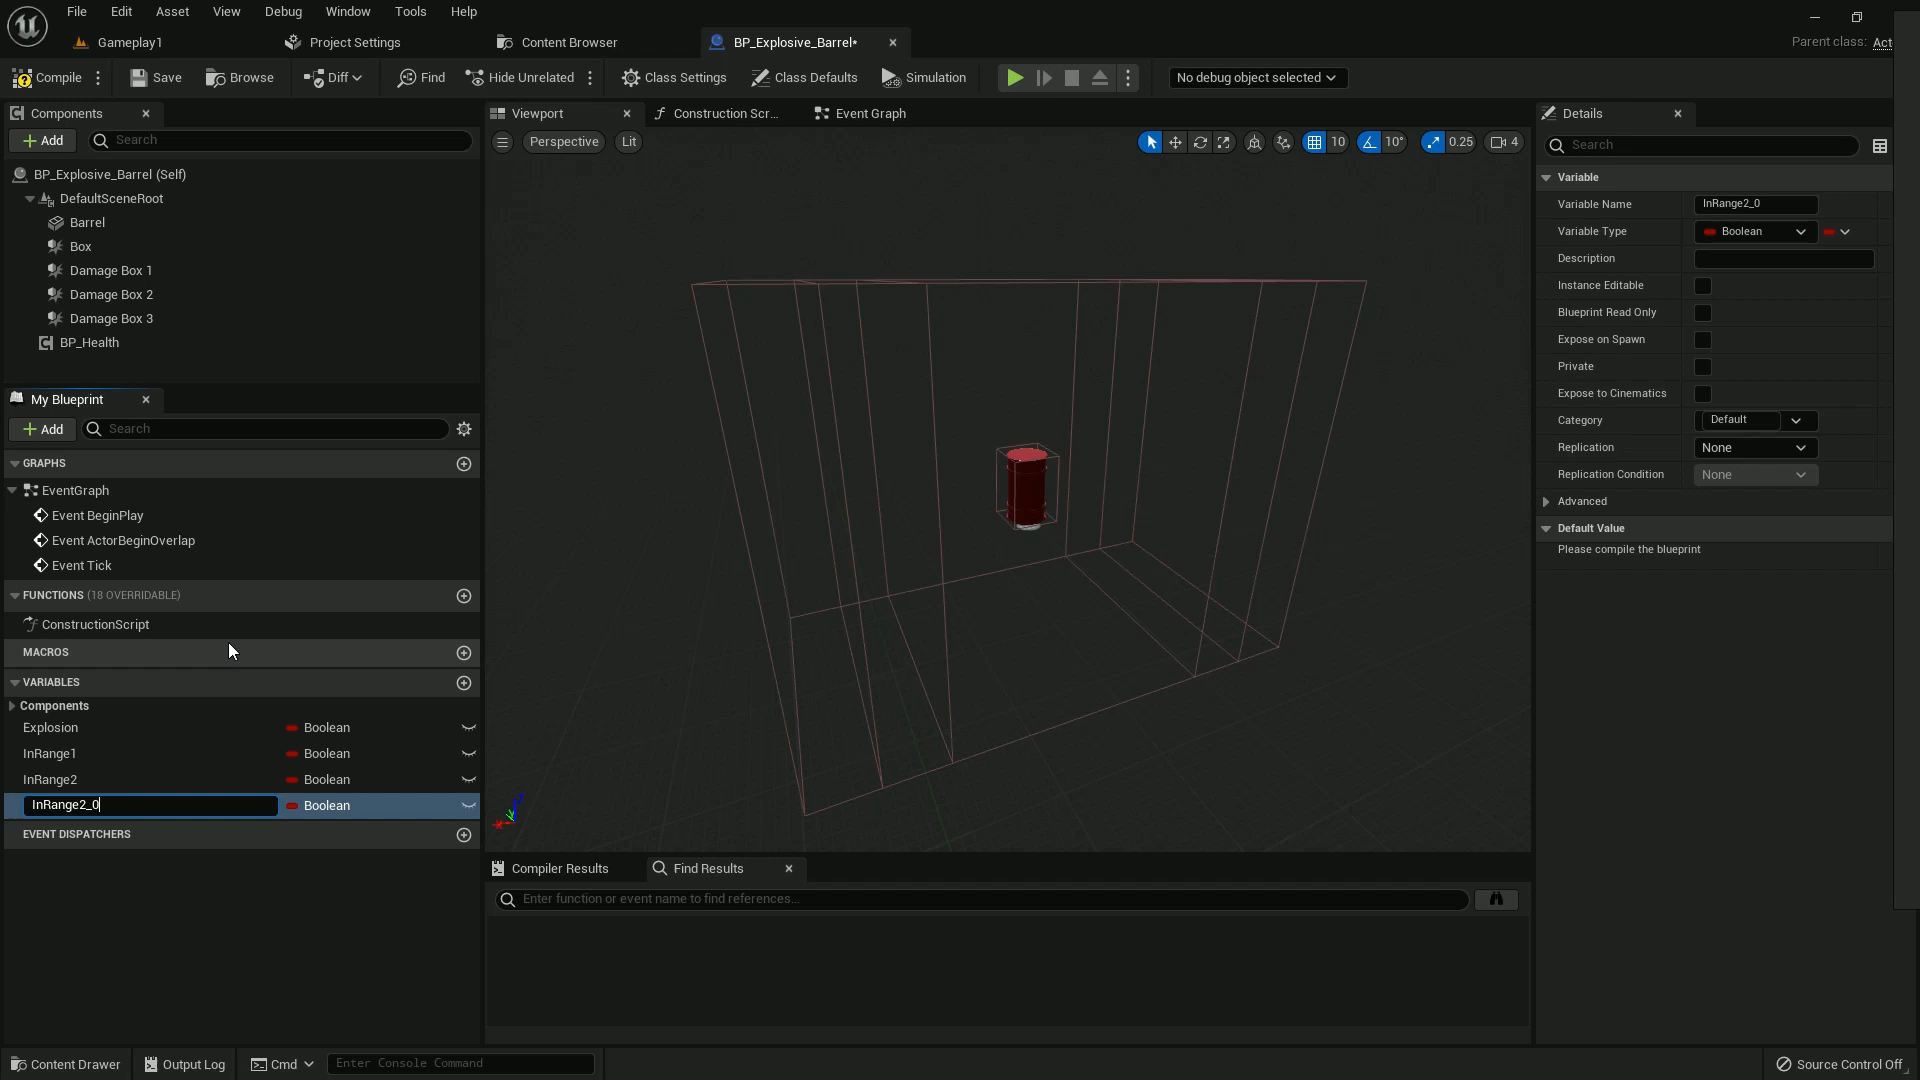 File Edit Asset View Debug Window Tools Help
Gameplay1 Project Settings Content Browser BP_Explosive_Barrel* Parent class: Act
Compile Save Browse Diff Find Hide Unrelated Class Settings Class Defaults Simulation No debug object selected
Components
Add Search
BP_Explosive_Barrel (Self)
DefaultSceneRoot
Barrel
Box
Damage Box 1
Damage Box 2
Damage Box 3
BP_Health
My Blueprint
Add Search
GRAPHS
EventGraph
Event BeginPlay
Event ActorBeginOverlap
Event Tick
FUNCTIONS (18 OVERRIDABLE)
ConstructionScript
MACROS
VARIABLES
Components
Explosion Boolean
InRange1 Boolean
InRange2 Boolean
InRange2_0 Boolean
EVENT DISPATCHERS
Viewport Construction Scr... Event Graph
Perspective Lit 10 10° 0.25 4
Compiler Results Find Results
Enter function or event name to find references...
Details
Search
Variable
Variable Name InRange2_0
Variable Type Boolean
Description
Instance Editable
Blueprint Read Only
Expose on Spawn
Private
Expose to Cinematics
Category Default
Replication None
Replication Condition None
Advanced
Default Value
Please compile the blueprint
Content Drawer Output Log Cmd Enter Console Command Source Control Off